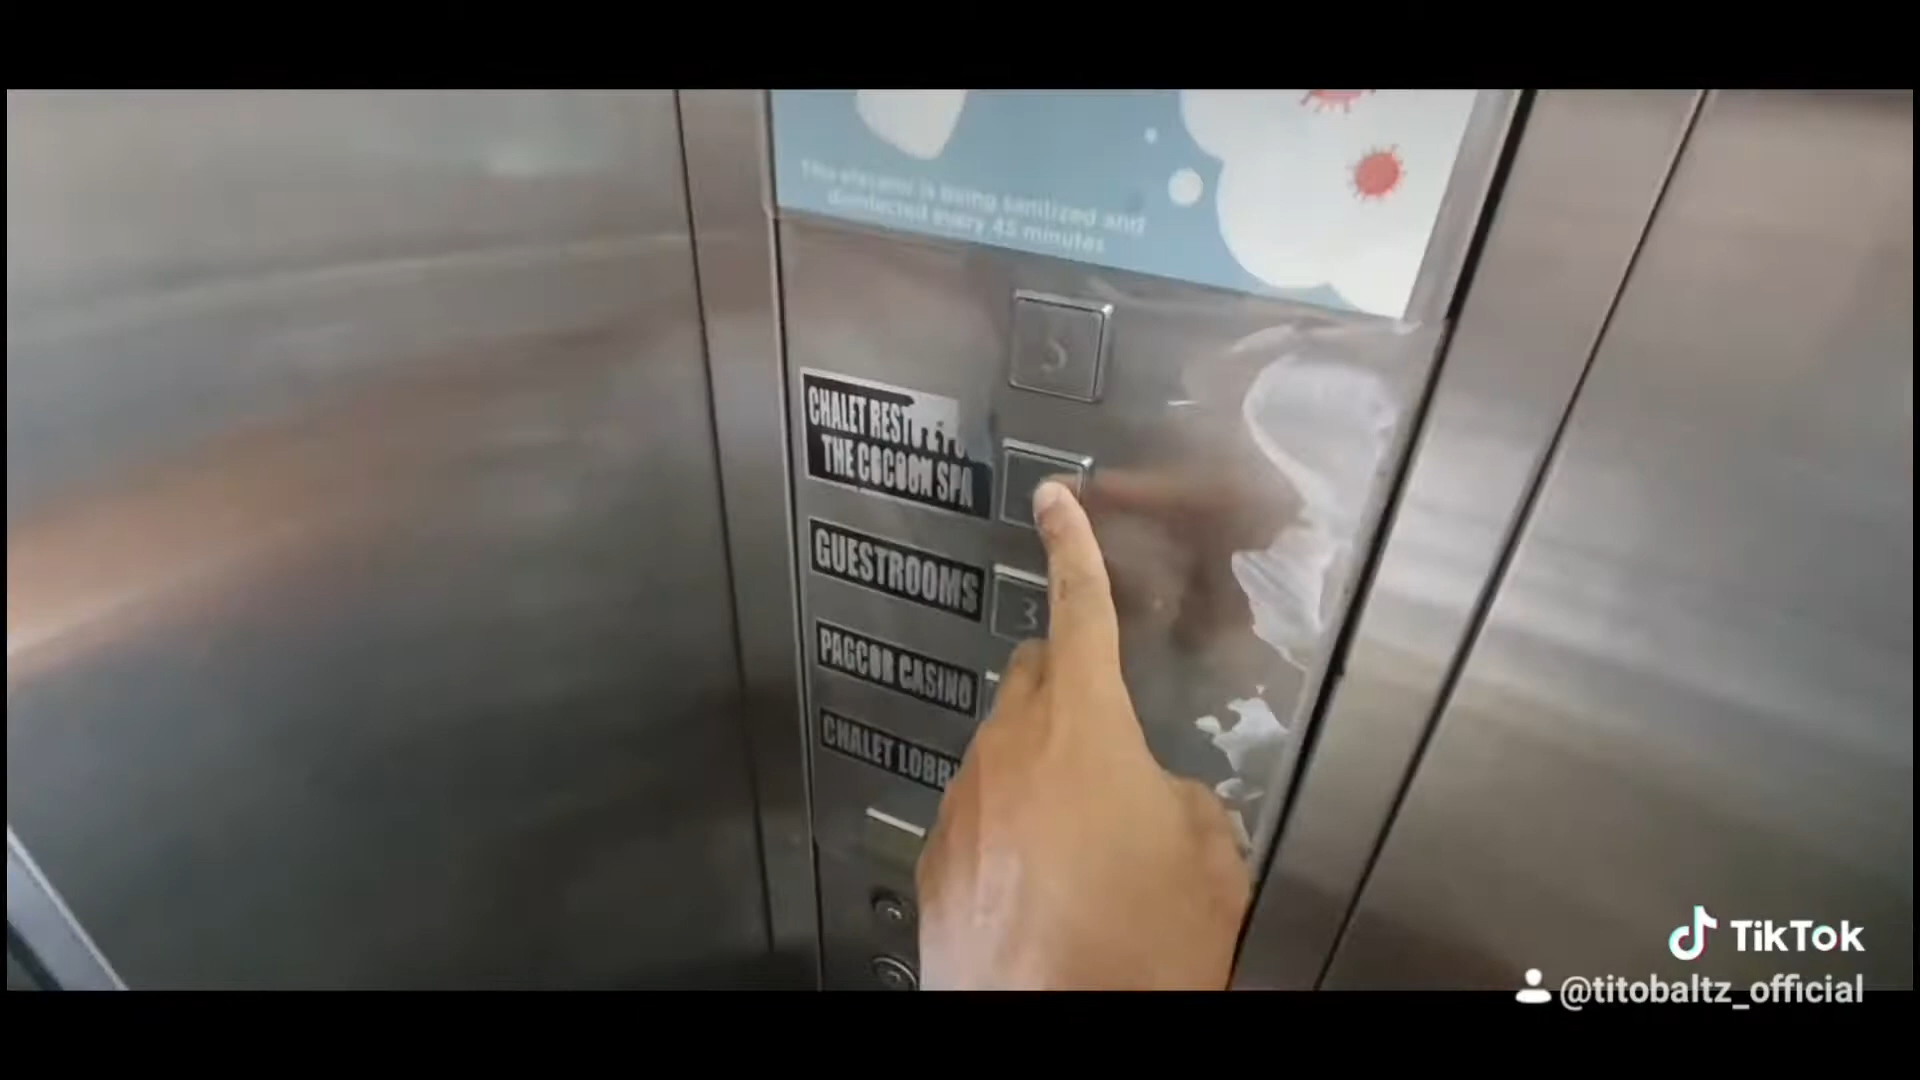 This elevator is being sanitized and
disinfected every 45 minutes
5
CHALET REST
THE COCOON SPA
GUESTROOMS
3
PAGCOR CASINO
CHALET LOBBY
TikTok
@titobaltz_official